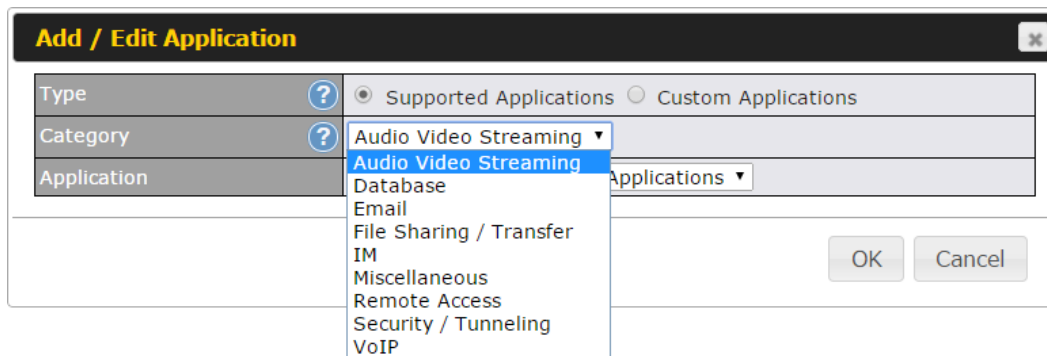 Add / Edit Application
Type ? Supported Applications Custom Applications
Category ? Audio Video Streaming
Audio Video Streaming
Application Applications
Database
Email
File Sharing / Transfer
IM
Miscellaneous
Remote Access
Security / Tunneling
VoIP
OK Cancel